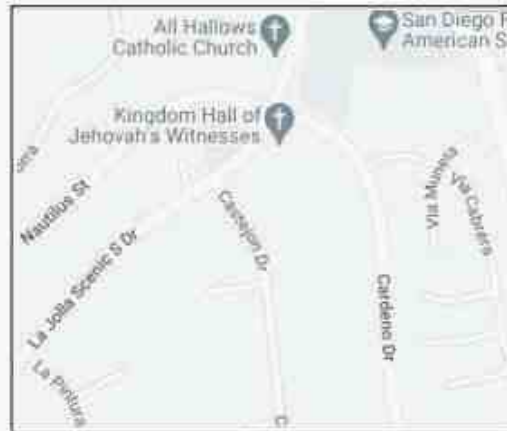 All Hallows
Catholic Church
San Diego F
American S
Kingdom Hall of
Jehovah's Witnesses
Nautilus St
Via Muneta
Via Cabrera
Castejon Dr
La Jolla Scenic S Dr
Cardeno Dr
La Pintura
C